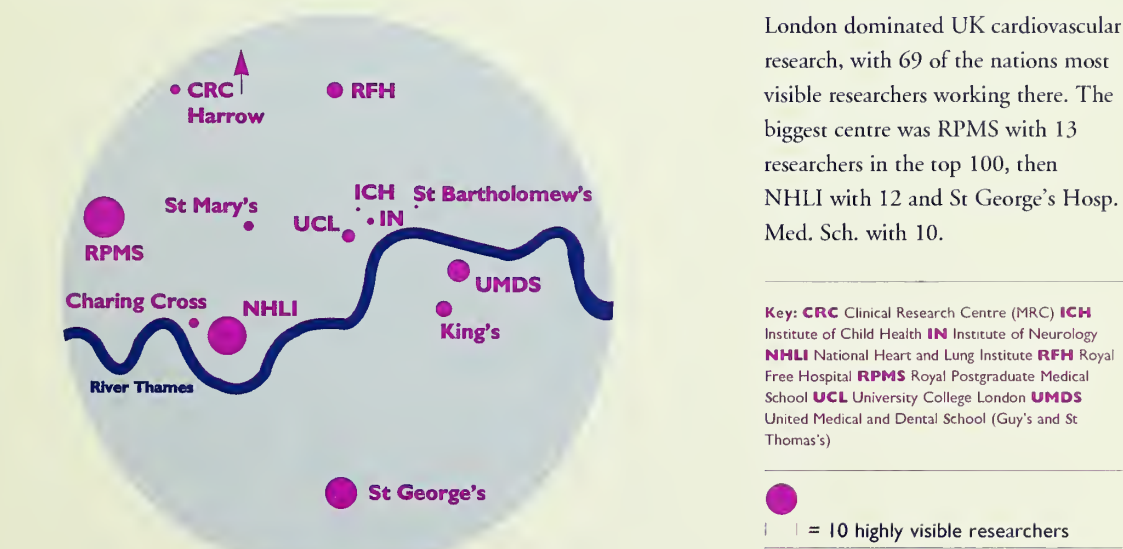 CRC
Harrow
RFH
ICH
St Bartholomew's
St Mary's
UCL
IN
RPMS
UMDS
Charing Cross
NHLI
King's
River Thames
St George's
London dominated UK cardiovascular
research, with 69 of the nations most
visible researchers working there. The
biggest centre was RPMS with 13
researchers in the top 100, then
NHLI with 12 and St George's Hosp.
Med. Sch. with 10.
Key: CRC Clinical Research Centre (MRC) ICH
Institute of Child Health IN Institute of Neurology
NHLI National Heart and Lung Institute RFH Royal
Free Hospital RPMS Royal Postgraduate Medical
School UCL University College London UMDS
United Medical and Dental School (Guy's and St
Thomas's)
= 10 highly visible researchers